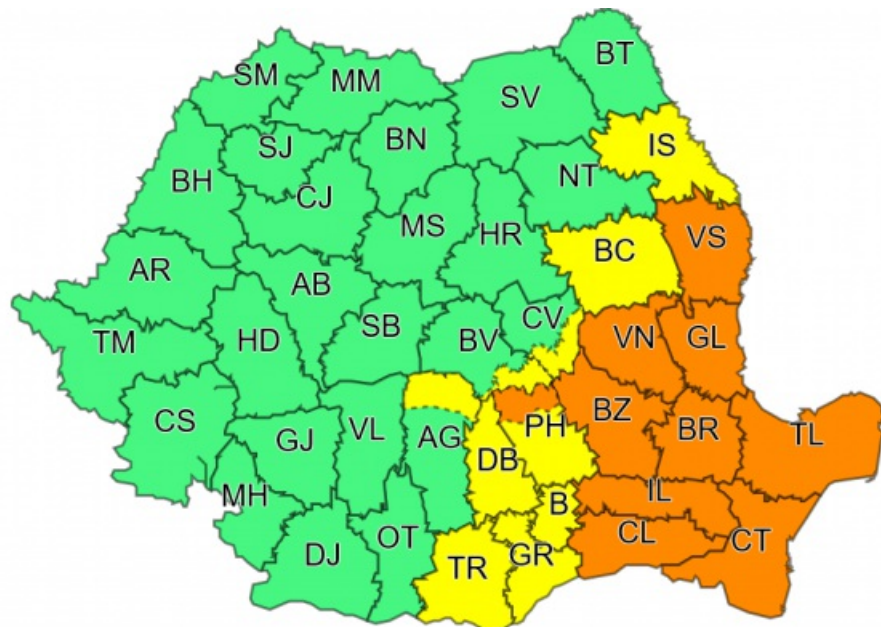 BT
SM
MM
SV
SJ
BN
IS
BH
CJ
NT
MS
HR
VS
BC
AR
AB
TM
HD
SB
BV
CV
VN
GL
CS
GJ
VL
AG
PH
BZ
BR
TL
DB
MH
B
IL
DJ
OT
TR
GR
CL
CT